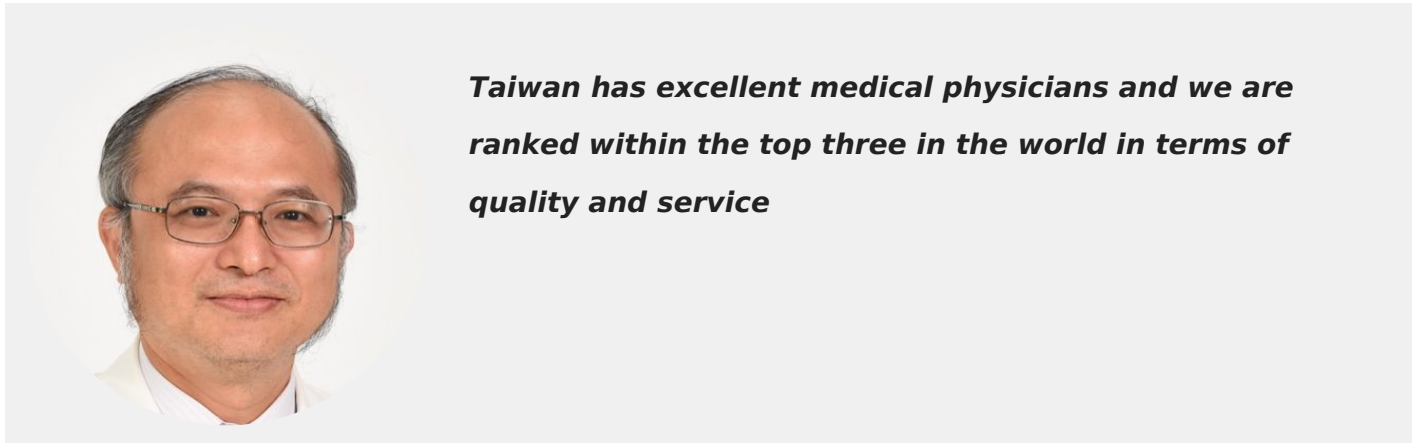 Taiwan has excellent medical physicians and we are
ranked within the top three in the world in terms of
quality and service